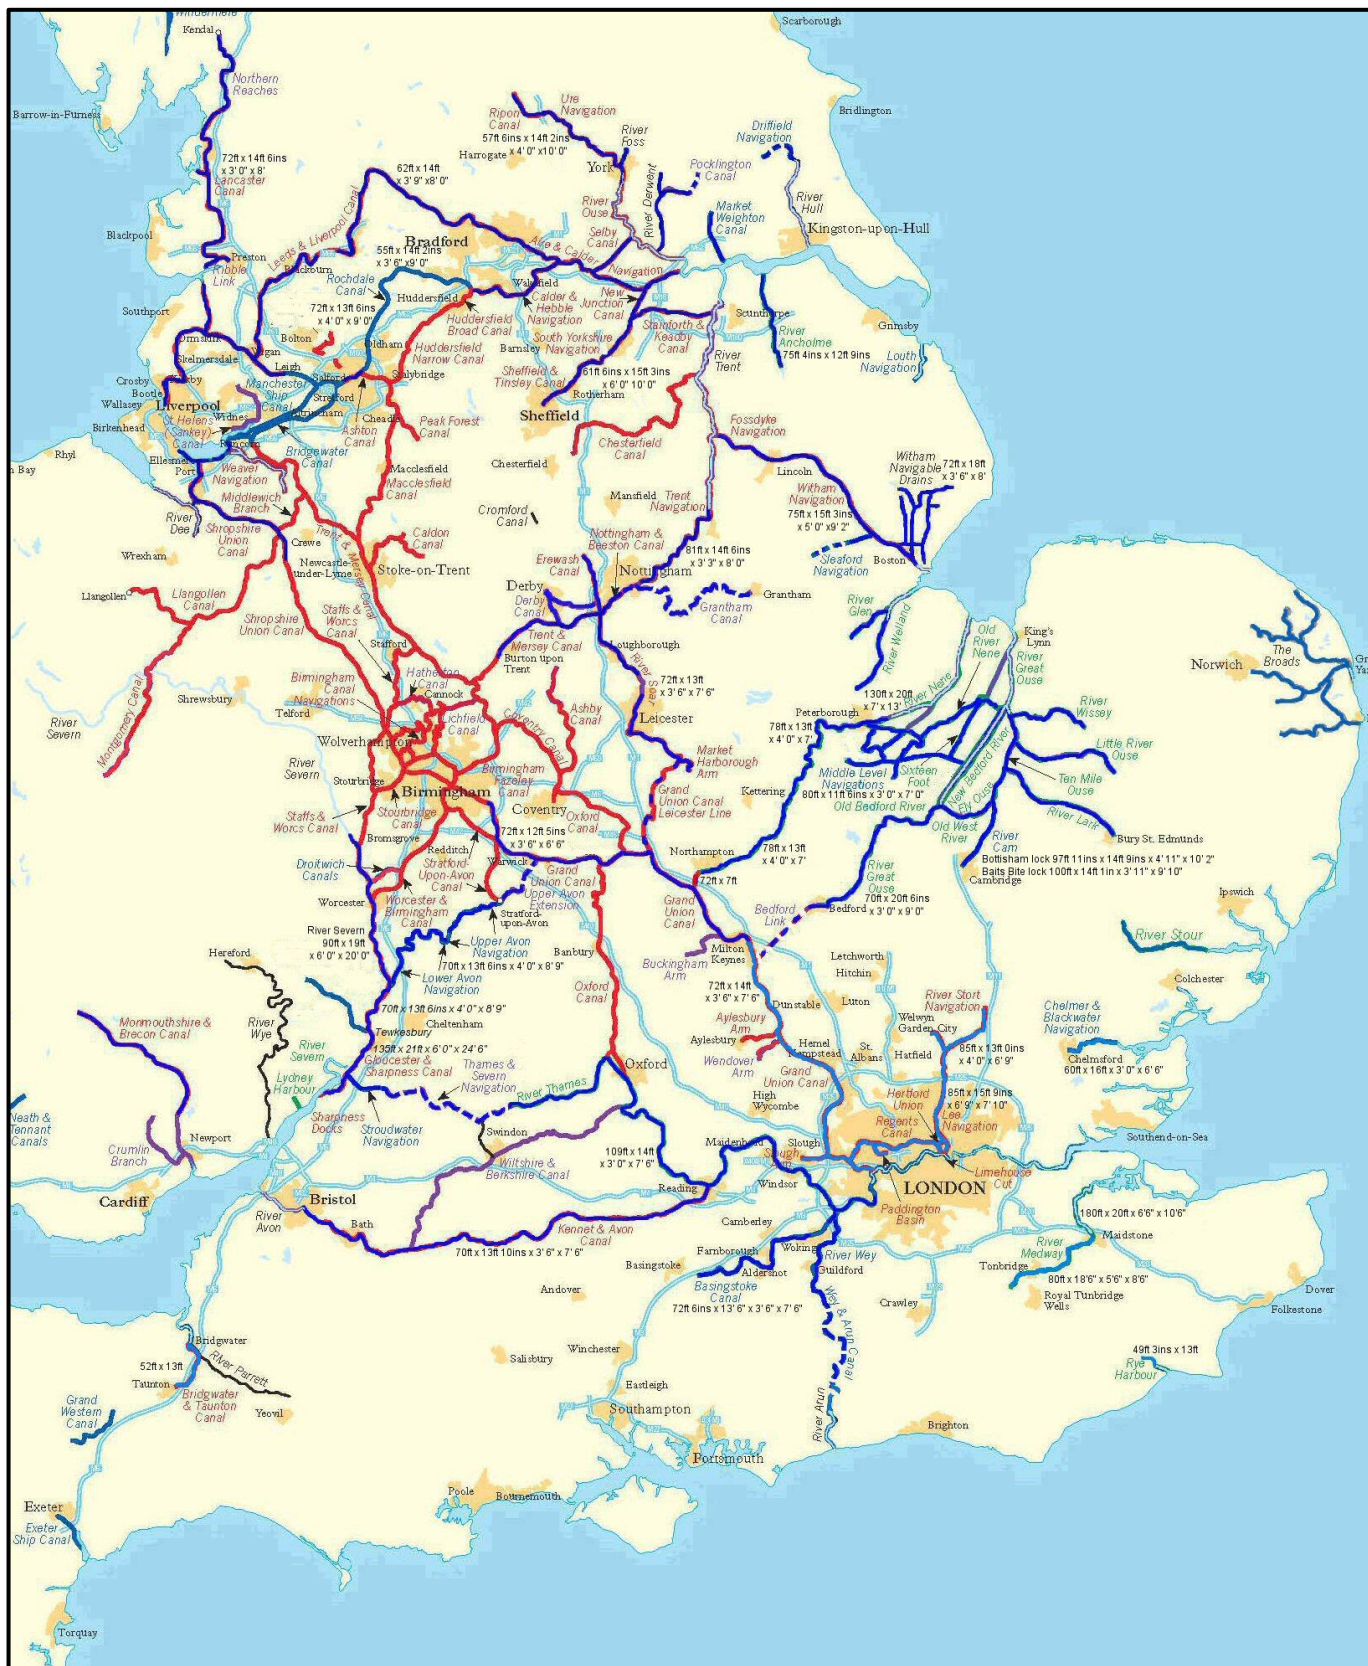 Windermere
Kendal
Scarborough
Northern
Reaches
Barrow-in-Furness
Ripon
Canal
Ure
Navigation
57ft 6ins x 14ft 2ins
x 4' 0" x10' 0"
River
Foss
Bridlington
Driffield
Navigation
Harrogate
York
Pocklington
Canal
72ft x 14ft 6ins
x 3' 0" x 8'
Lancaster
Canal
62ft x 14ft
x 3' 9" x8' 0"
River
Ouse
River Derwent
Market
Weighton
Canal
River
Hull
Kingston-upon-Hull
Blackpool
Preston
Ribble
Link
Leeds & Liverpool Canal
Blackburn
Bradford
Selby
Canal
Aire & Calder
Navigation
55ft x 14ft 2ins
x 3' 6" x9' 0"
Rochdale
Canal
72ft x 13ft 6ins
x 4' 0" x 9' 0"
Huddersfield
Wakefield
Calder &
Hebble
Navigation
New
Junction
Canal
Huddersfield
Broad Canal
Southport
Bolton
Oldham
Huddersfield
Narrow Canal
Barnsley
South Yorkshire
Navigation
Stainforth &
Keadby
Canal
Scunthorpe
River
Ancholme
75ft 4ins x 12ft 9ins
Grimsby
Louth
Navigation
River
Trent
Ormskirk
Skelmersdale
Wigan
Leigh
Salford
Stalybridge
Sheffield &
Tinsley Canal
61ft 6ins x 15ft 3ins
x 6' 0" 10' 0"
Rotherham
Crosby
Bootle
Kirkby
Wallasey
Liverpool
Birkenhead
Manchester
Ship
Canal
Stretford
Altrincham
Cheadle
Widnes
St Helens
(Sankey)
Canal
Runcorn
Ashton
Canal
Peak Forest
Canal
Sheffield
Chesterfield
Canal
Fossdyke
Navigation
Rhyl
Ellesmere
Port
Bridgewater
Canal
Weaver
Navigation
Middlewich
Branch
Macclesfield
Macclesfield
Canal
Chesterfield
Mansfield
Lincoln
Witham
Navigation
75ft x 15ft 3ins
x 5' 0" x9' 2"
Witham
Navigable
Drains
72ft x 18ft
x 3' 6" x 8'
River
Dee
Shropshire
Union
Canal
Crewe
Trent & Mersey Canal
Caldon
Canal
Cromford
Canal
Trent
Navigation
Nottingham &
Beeston Canal
81ft x 14ft 6ins
x 3' 3" x 8' 0"
Wrexham
Newcastle-
under-Lyme
Stoke-on-Trent
Erewash
Canal
Nottingham
Sleaford
Navigation
Boston
Llangollen
Llangollen
Canal
Derby
Derby
Canal
Grantham
Grantham
Canal
Shropshire
Union Canal
Staffs &
Worcs
Canal
Stafford
Trent &
Mersey Canal
Burton upon
Trent
Loughborough
River Soar
River
Glen
River Welland
Old
River
Nene
King's
Lynn
River
Great
Ouse
Norwich
The
Broads
Montgomery Canal
Shrewsbury
Birmingham
Canal
Navigations
Telford
Hatherton
Canal
Cannock
Lichfield
Canal
Coventry Canal
Ashby
Canal
72ft x 13ft
x 3' 6" x 7' 6"
Leicester
130ft x 20ft
x 7' x 13'
River Nene
Peterborough
78ft x 13ft
x 4' 0" x 7'
River
Wissey
River
Severn
Wolverhampton
River
Severn
Stourbridge
Birmingham
Birmingham
Fazeley
Canal
Market
Harborough
Arm
Middle Level
Navigations
Sixteen
Foot
New Bedford River
Little River
Ouse
Ten Mile
Ouse
Staffs &
Worcs Canal
Stourbridge
Canal
Coventry
Oxford
Canal
Grand
Union Canal
Leicester Line
Kettering
80ft x 11ft 6ins x 3' 0" x 7' 0"
Old Bedford River
Ely Ouse
River Lark
Bromsgrove
Redditch
72ft x 12ft 5ins
x 3' 6" x 6' 6"
Old West
River
Bury St. Edmunds
Droitwich
Canals
Stratford-
Upon-Avon
Canal
Warwick
78ft x 13ft
x 4' 0" x 7'
River
Cam
Bottisham lock 97ft 11ins x 14ft 9ins x 4' 11" x 10' 2"
Baits Bite lock 100ft x 14ft 1in x 3' 11" x 9' 10"
Northampton
72ft x 7ft
River
Great
Ouse
70ft x 20ft 6ins
x 3' 0" x 9' 0"
Cambridge
Worcester
Worcester &
Birmingham
Canal
Stratford-
upon-Avon
Grand
Union Canal
Upper Avon
Extension
Grand
Union
Canal
Bedford
Link
Bedford
Ipswich
River Severn
90ft x 19ft
x 6' 0" x 20' 0"
Upper Avon
Navigation
70ft x 13ft 6ins x 4' 0" x 8' 9"
Banbury
Buckingham
Arm
Milton
Keynes
River Stour
Hereford
Lower Avon
Navigation
Letchworth
Hitchin
Colchester
Oxford
Canal
72ft x 14ft
x 3' 6" x 7' 6"
Dunstable
Luton
River Stort
Navigation
Chelmer &
Blackwater
Navigation
Monmouthshire &
Brecon Canal
River
Wye
70ft x 13ft 6ins x 4' 0" x 8' 9"
Cheltenham
Tewkesbury
Aylesbury
Arm
Aylesbury
Wendover
Arm
Welwyn
Garden City
Hemel
Hempstead
St.
Albans
Hatfield
85ft x 13ft 0ins
x 4' 0" x 6' 9"
Chelmsford
60ft x 16ft x 3' 0" x 6' 6"
River
Severn
135ft x 21ft x 6' 0" x 24' 6"
Gloucester &
Sharpness Canal
Thames &
Severn
Navigation
River Thames
Oxford
Grand
Union Canal
Lydney
Harbour
High
Wycombe
Hertford
Union
Regents
Canal
85ft x 15ft 9ins
x 6' 9" x 7' 10"
Lee
Navigation
Neath &
Tennant
Canals
Sharpness
Docks
Stroudwater
Navigation
Swindon
Crumlin
Branch
Newport
Wiltshire &
Berkshire Canal
109ft x 14ft
x 3' 0" x 7' 6"
Maidenhead
Slough
Slough
Arm
Southend-on-Sea
Windsor
LONDON
Limehouse
Cut
Cardiff
Bristol
River
Avon
Reading
Paddington
Basin
Bath
Kennet & Avon
Canal
70ft x 13ft 10ins x 3' 6" x 7' 6"
Camberley
Farnborough
Woking
River Wey
180ft x 20ft x 6'6" x 10'6"
River
Medway
Maidstone
Basingstoke
Aldershot
Guildford
Basingstoke
Canal
72ft 6ins x 13' 6"x 3' 6" x 7' 6"
Tonbridge
80ft x 18'6" x 5'6" x 8'6"
Andover
Crawley
Royal Tunbridge
Wells
Dover
Folkestone
Bridgwater
River Parrett
52ft x 13ft
Taunton
Bridgwater
& Taunton
Canal
Salisbury
Winchester
Wey & Arun Canal
49ft 3ins x 13ft
Rye
Harbour
Grand
Western
Canal
Yeovil
Eastleigh
Southampton
River Arun
Brighton
Portsmouth
Exeter
Exeter
Ship Canal
Poole
Bournemouth
Torquay